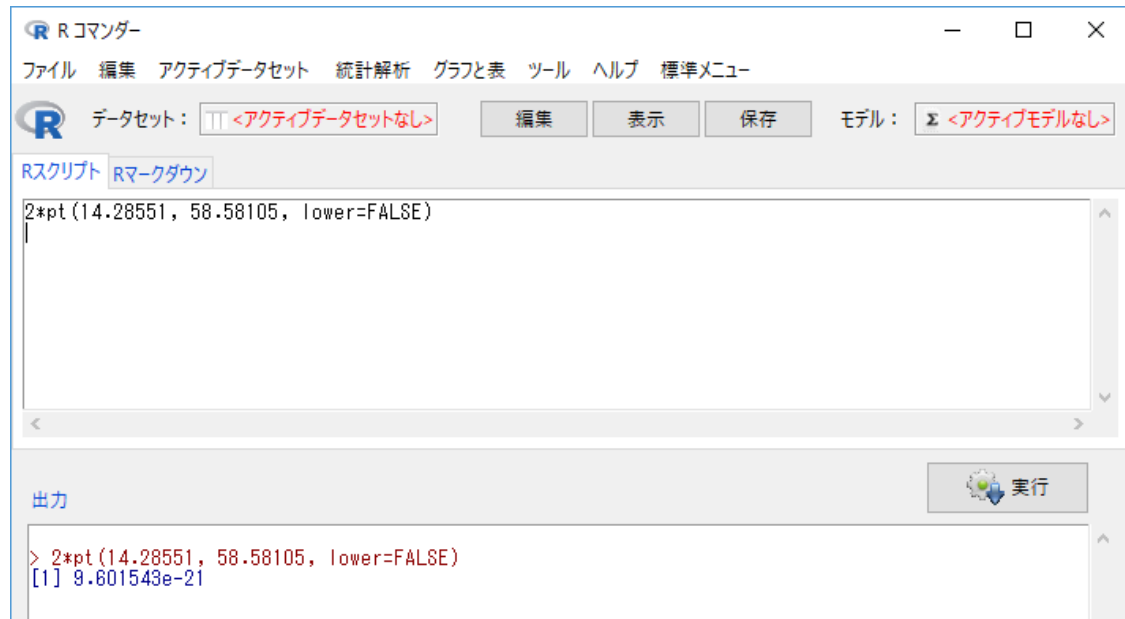 R コマンダー
ファイル 編集 アクティブデータセット 統計解析 グラフと表 ツール ヘルプ 標準メニュー
データセット： <アクティブデータセットなし> 編集 表示 保存 モデル： Σ <アクティブモデルなし>
Rスクリプト Rマークダウン
2*pt(14.28551, 58.58105, lower=FALSE)
実行
出力
> 2*pt(14.28551, 58.58105, lower=FALSE)
[1] 9.601543e-21